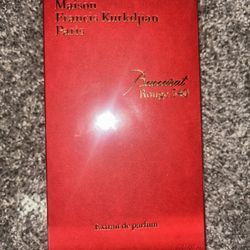 Maison
Francis Kurkdjian
Paris
Baccarat
Rouge 540
Extrait de parfum